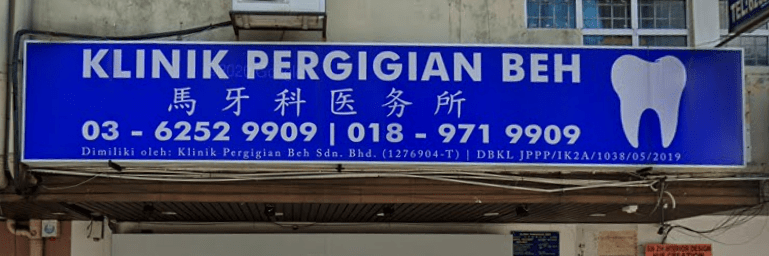 KLINIK PERGIGIAN BEH
馬牙科医务所
03 - 6252 9909 | 018 - 971 9909
Dimiliki oleh: Klinik Pergigian Beh Sdn. Bhd. (1276904-T) | DBKL JPPP/IK2A/1038/05/2019